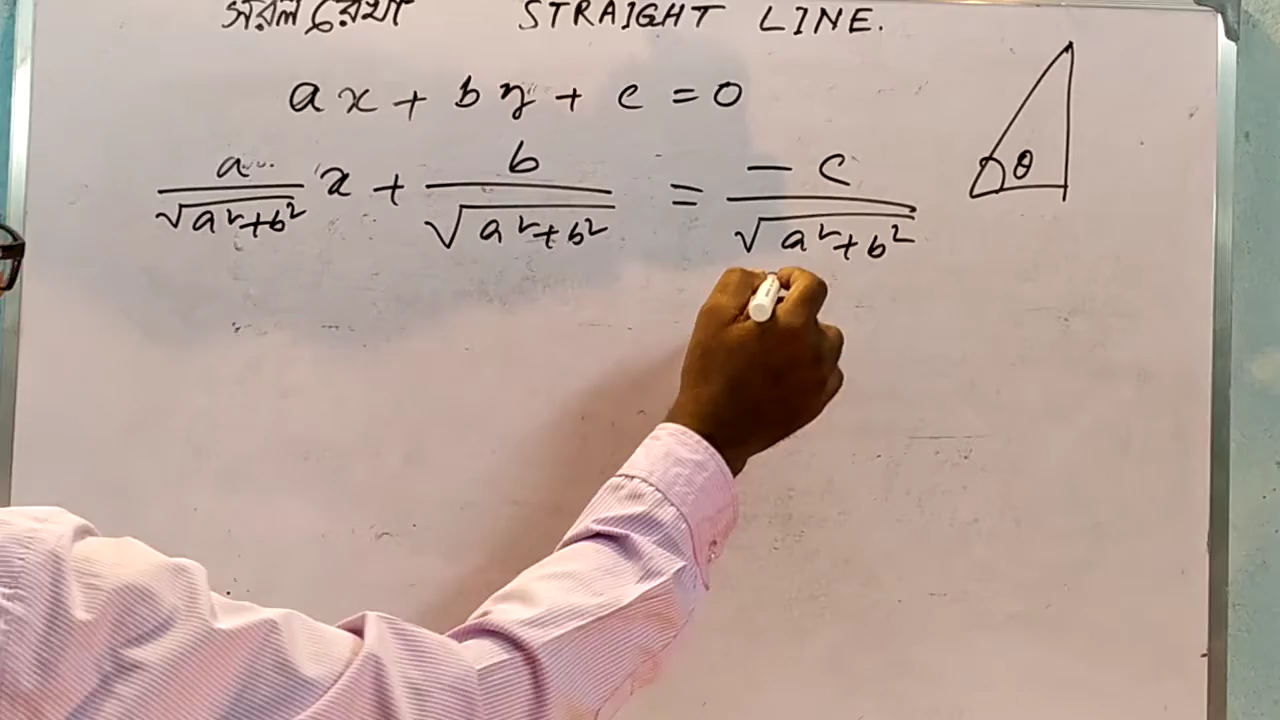 সরল রেখা STRAIGHT LINE.
ax + by + c = 0
a/√(a²+b²) x + b/√(a²+b²) = -c/√(a²+b²)
θ